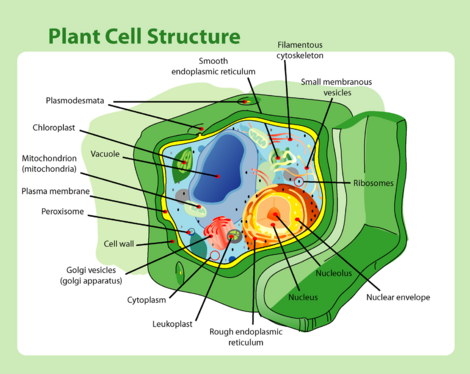 Plant Cell Structure
Filamentous
cytoskeleton
Smooth
endoplasmic reticulum
Small membranous
vesicles
Plasmodesmata
Chloroplast
Vacuole
Mitochondrion
(mitochondria)
Ribosomes
Plasma membrane
Peroxisome
Cell wall
Golgi vesicles
(golgi apparatus)
Nucleolus
Cytoplasm
Nucleus
Nuclear envelope
Leukoplast
Rough endoplasmic
reticulum